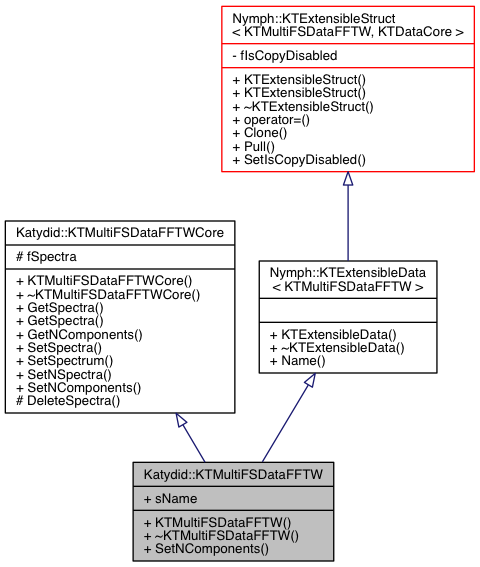 Nymph::KTExtensibleStruct
< KTMultiFSDataFFTW, KTDataCore >
- fIsCopyDisabled
+ KTExtensibleStruct()
+ KTExtensibleStruct()
+ ~KTExtensibleStruct()
+ operator=()
+ Clone()
+ Pull()
+ SetIsCopyDisabled()
Katydid::KTMultiFSDataFFTWCore
# fSpectra
+ KTMultiFSDataFFTWCore()
+ ~KTMultiFSDataFFTWCore()
+ GetSpectra()
+ GetSpectra()
+ GetNComponents()
+ SetSpectra()
+ SetSpectrum()
+ SetNSpectra()
+ SetNComponents()
# DeleteSpectra()
Nymph::KTExtensibleData
< KTMultiFSDataFFTW >
+ KTExtensibleData()
+ ~KTExtensibleData()
+ Name()
Katydid::KTMultiFSDataFFTW
+ sName
+ KTMultiFSDataFFTW()
+ ~KTMultiFSDataFFTW()
+ SetNComponents()